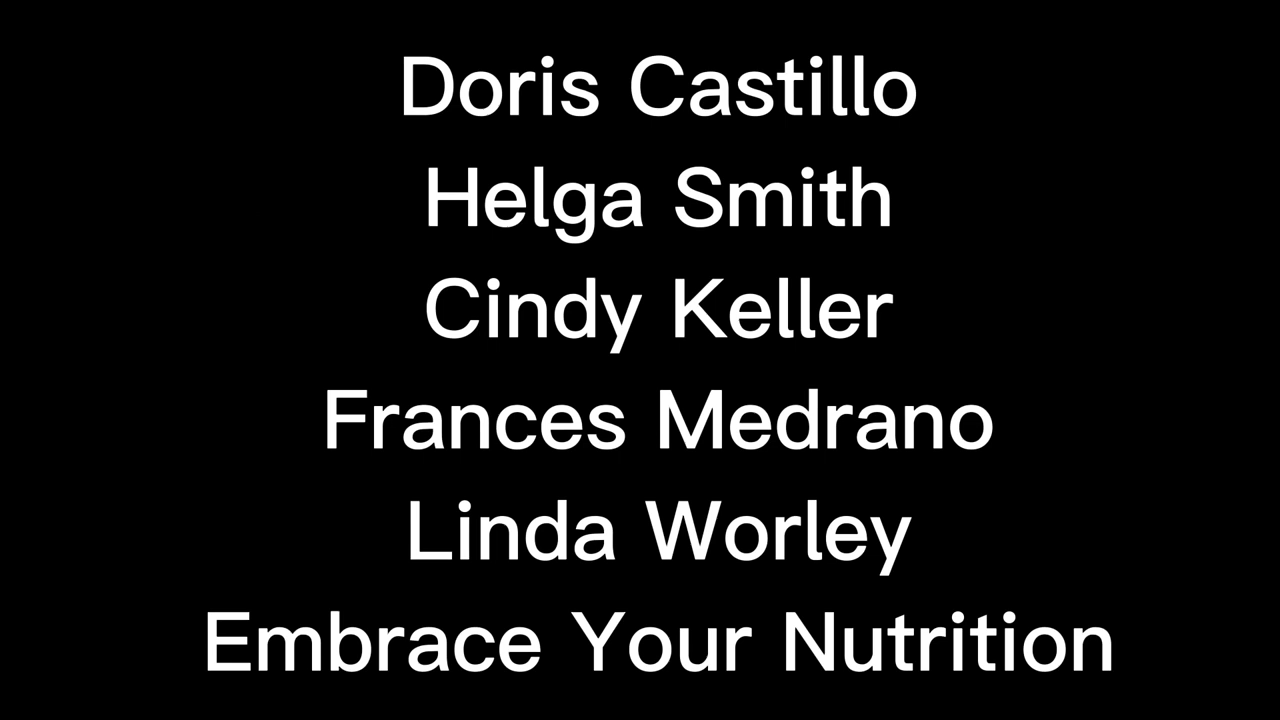 Doris Castillo
Helga Smith
Cindy Keller
Frances Medrano
Linda Worley
Embrace Your Nutrition